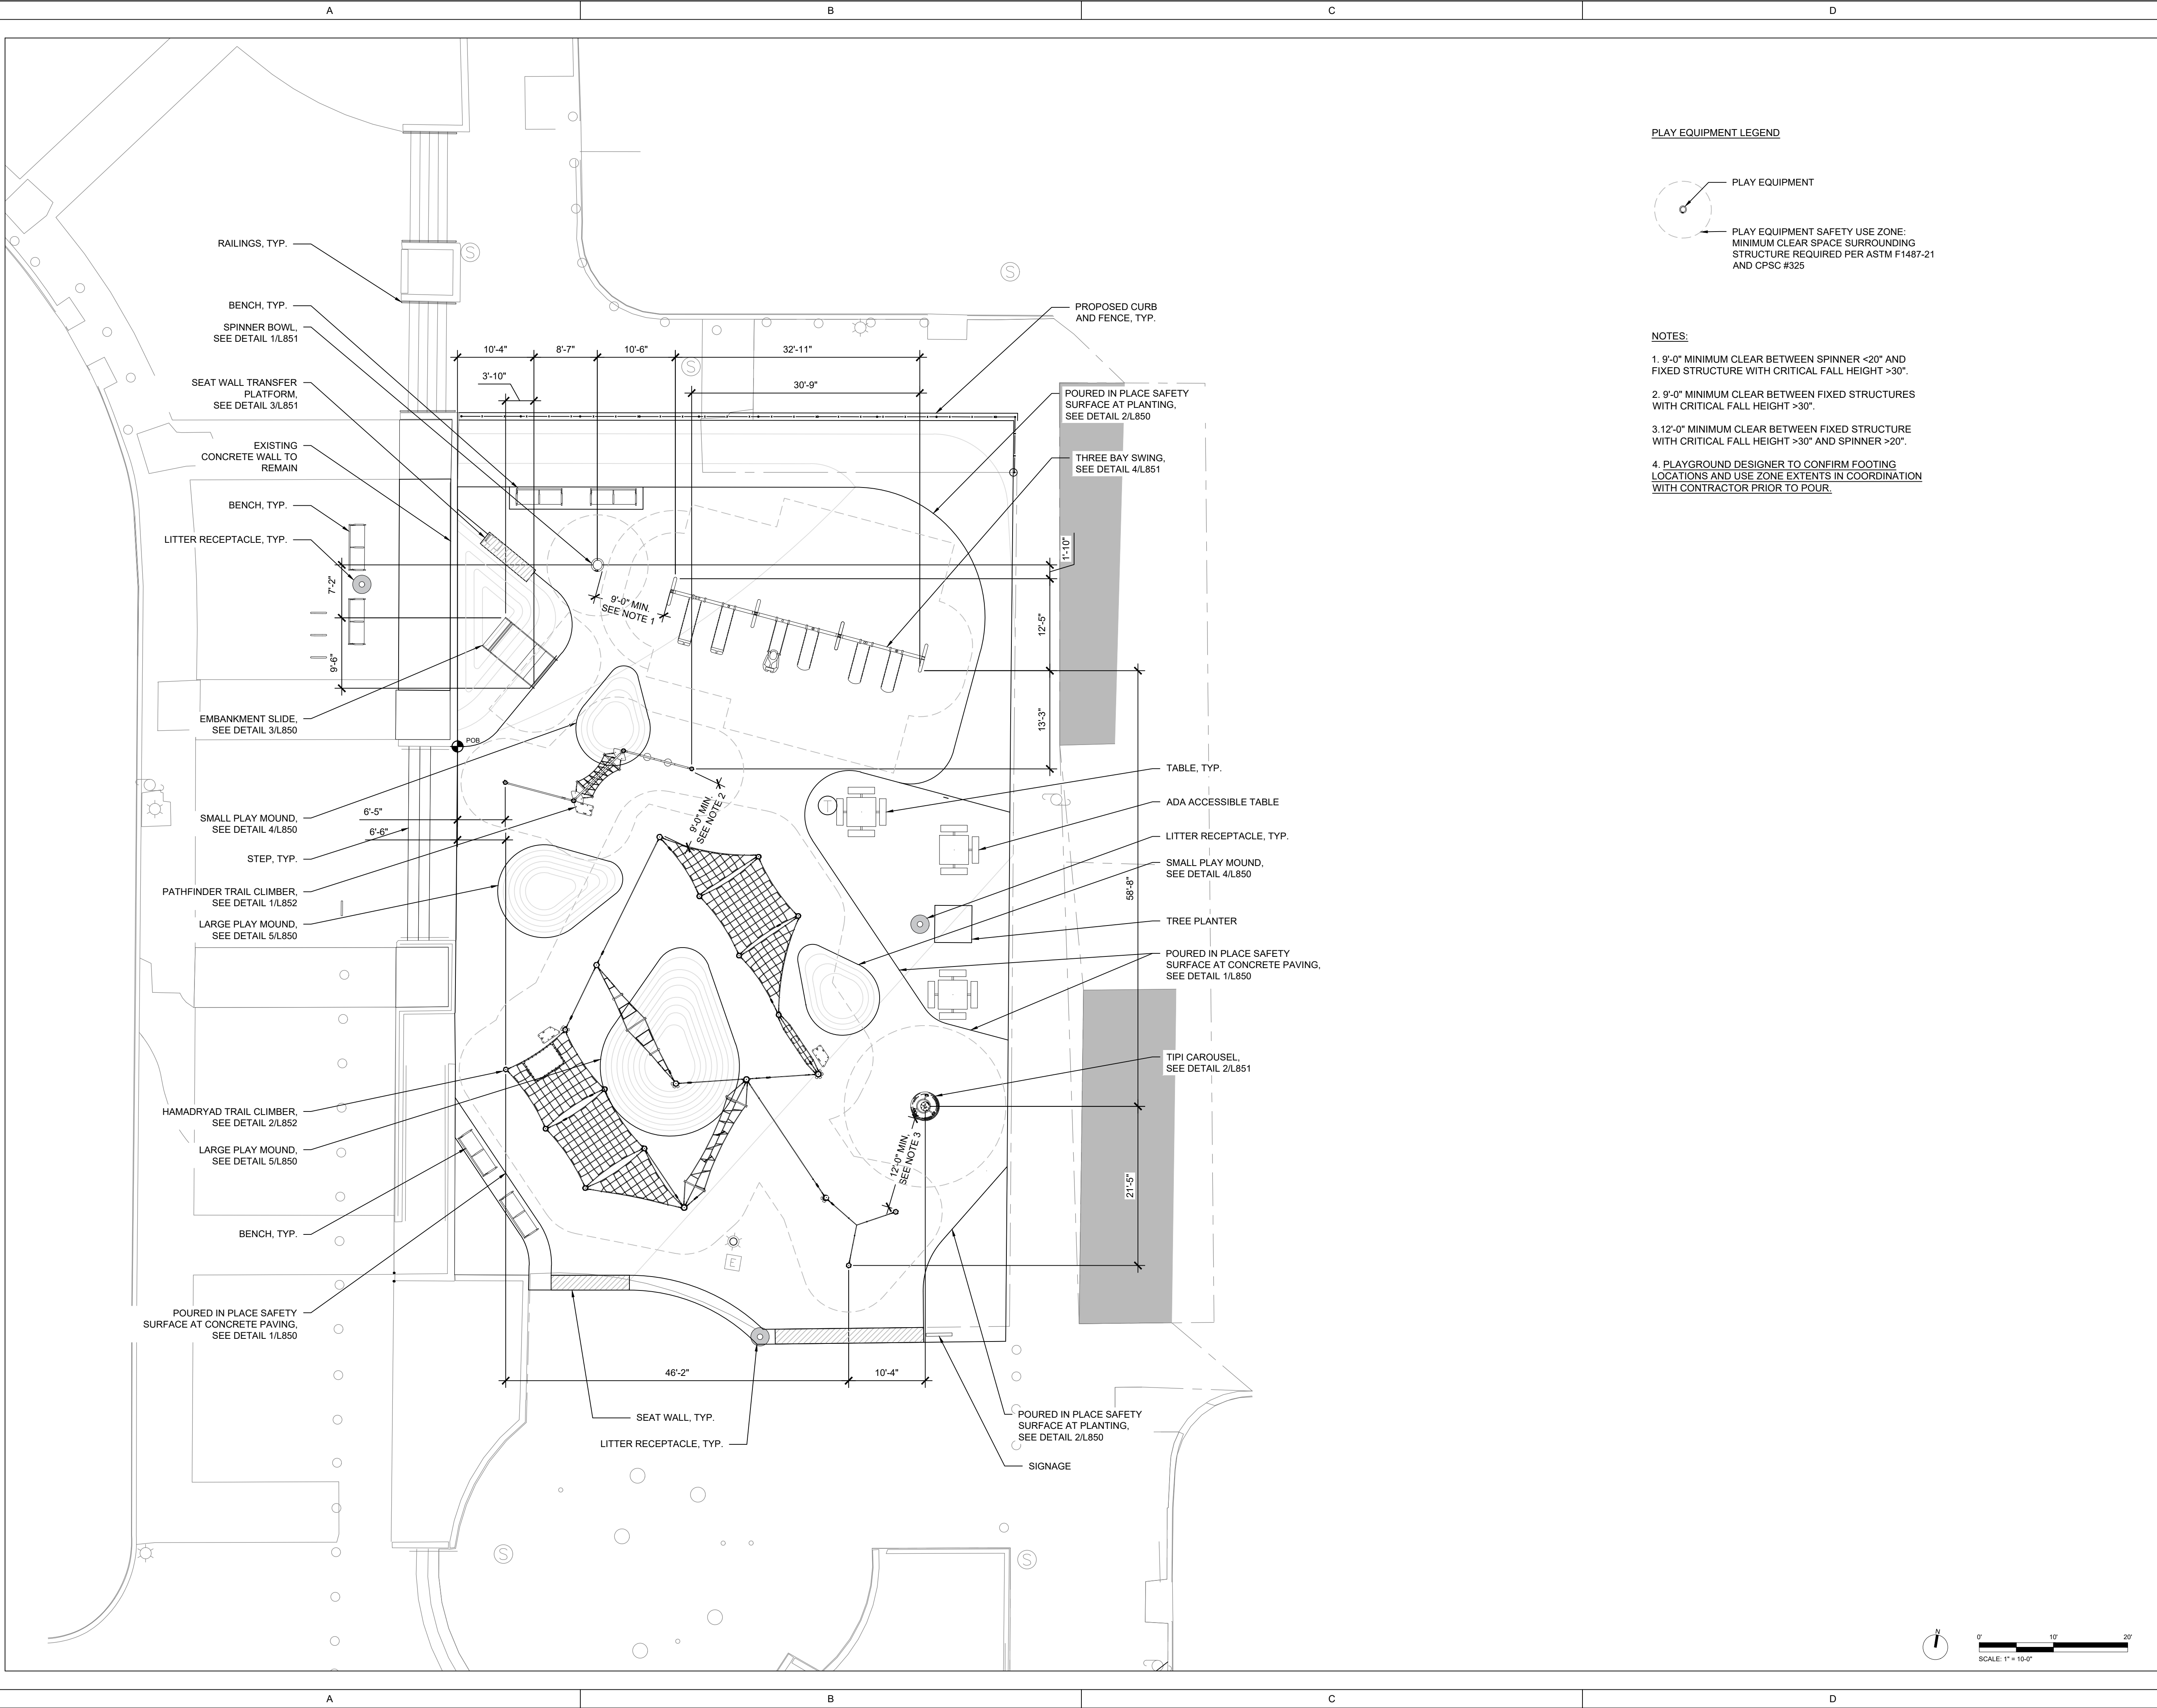 A
B
C
D
PLAY EQUIPMENT LEGEND
PLAY EQUIPMENT
PLAY EQUIPMENT SAFETY USE ZONE:
MINIMUM CLEAR SPACE SURROUNDING
STRUCTURE REQUIRED PER ASTM F1487-21
AND CPSC #325
NOTES:
1. 9'-0" MINIMUM CLEAR BETWEEN SPINNER <20" AND
FIXED STRUCTURE WITH CRITICAL FALL HEIGHT >30".
2. 9'-0" MINIMUM CLEAR BETWEEN FIXED STRUCTURES
WITH CRITICAL FALL HEIGHT >30".
3.12'-0" MINIMUM CLEAR BETWEEN FIXED STRUCTURE
WITH CRITICAL FALL HEIGHT >30" AND SPINNER >20".
4. PLAYGROUND DESIGNER TO CONFIRM FOOTING
LOCATIONS AND USE ZONE EXTENTS IN COORDINATION
WITH CONTRACTOR PRIOR TO POUR.
RAILINGS, TYP.
BENCH, TYP.
SPINNER BOWL,
SEE DETAIL 1/L851
SEAT WALL TRANSFER
PLATFORM,
SEE DETAIL 3/L851
EXISTING
CONCRETE WALL TO
REMAIN
BENCH, TYP.
LITTER RECEPTACLE, TYP.
7'-2"
9'-6"
EMBANKMENT SLIDE,
SEE DETAIL 3/L850
SMALL PLAY MOUND,
SEE DETAIL 4/L850
STEP, TYP.
PATHFINDER TRAIL CLIMBER,
SEE DETAIL 1/L852
LARGE PLAY MOUND,
SEE DETAIL 5/L850
HAMADRYAD TRAIL CLIMBER,
SEE DETAIL 2/L852
LARGE PLAY MOUND,
SEE DETAIL 5/L850
BENCH, TYP.
POURED IN PLACE SAFETY
SURFACE AT CONCRETE PAVING,
SEE DETAIL 1/L850
S
S
S
10'-4"
8'-7"
10'-6"
32'-11"
3'-10"
30'-9"
9'-0" MIN.
SEE NOTE 1
POB
6'-5"
6'-6"
9'-0" MIN.
SEE NOTE 2
12'-0" MIN,
SEE NOTE 3
E
T
46'-2"
10'-4"
PROPOSED CURB
AND FENCE, TYP.
POURED IN PLACE SAFETY
SURFACE AT PLANTING,
SEE DETAIL 2/L850
THREE BAY SWING,
SEE DETAIL 4/L851
1'-10"
12'-5"
13'-3"
TABLE, TYP.
ADA ACCESSIBLE TABLE
LITTER RECEPTACLE, TYP.
SMALL PLAY MOUND,
SEE DETAIL 4/L850
58'-8"
TREE PLANTER
POURED IN PLACE SAFETY
SURFACE AT CONCRETE PAVING,
SEE DETAIL 1/L850
TIPI CAROUSEL,
SEE DETAIL 2/L851
21'-5"
SEAT WALL, TYP.
LITTER RECEPTACLE, TYP.
POURED IN PLACE SAFETY
SURFACE AT PLANTING,
SEE DETAIL 2/L850
SIGNAGE
S
S
N
0'
10'
20'
SCALE: 1" = 10-0"
A
B
C
D